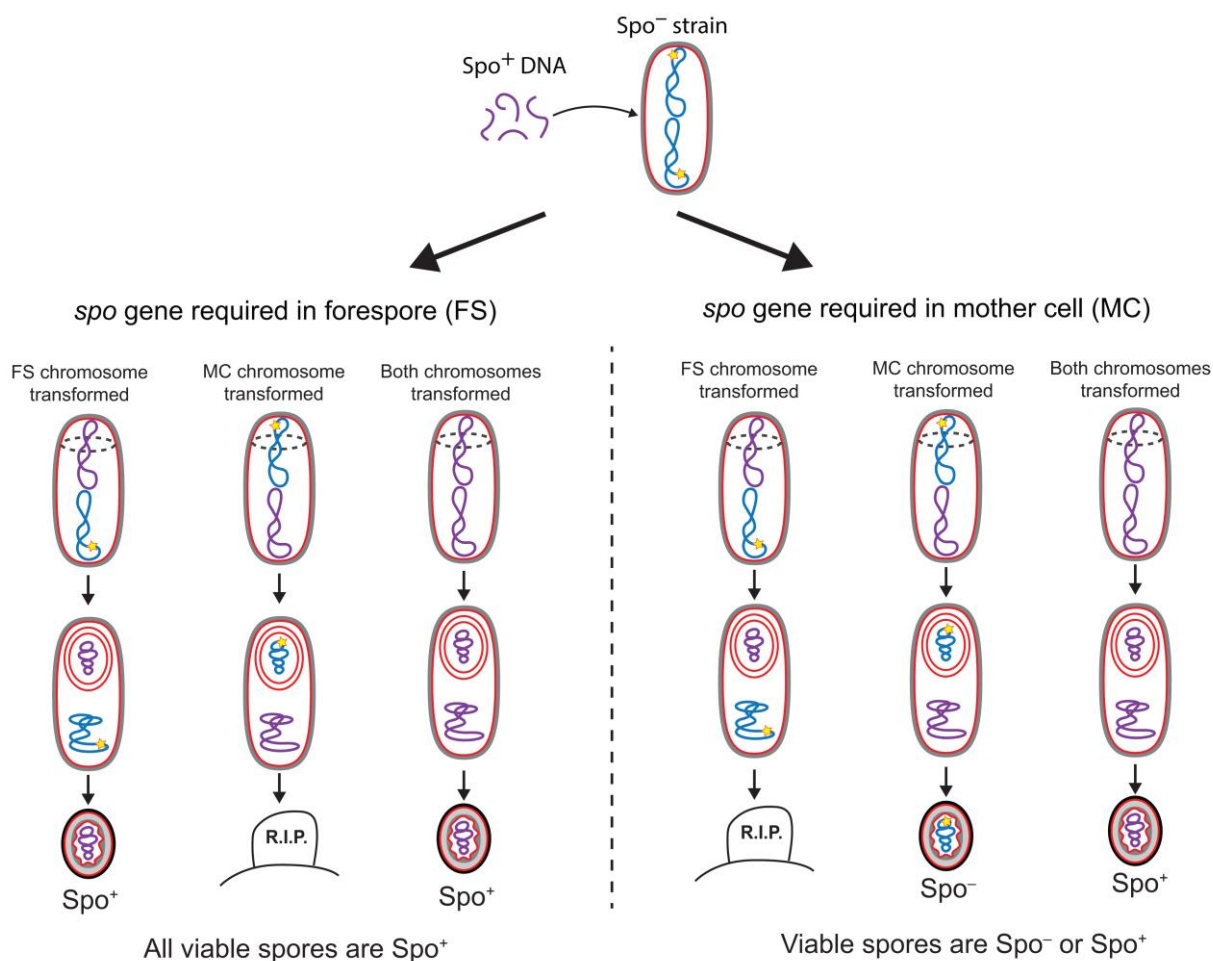 Spo⁻ strain
Spo⁺ DNA
spo gene required in forespore (FS)
FS chromosome
transformed
MC chromosome
transformed
Both chromosomes
transformed
R.I.P.
Spo⁺
Spo⁺
All viable spores are Spo⁺
spo gene required in mother cell (MC)
FS chromosome
transformed
MC chromosome
transformed
Both chromosomes
transformed
R.I.P.
Spo⁻
Spo⁺
Viable spores are Spo⁻ or Spo⁺